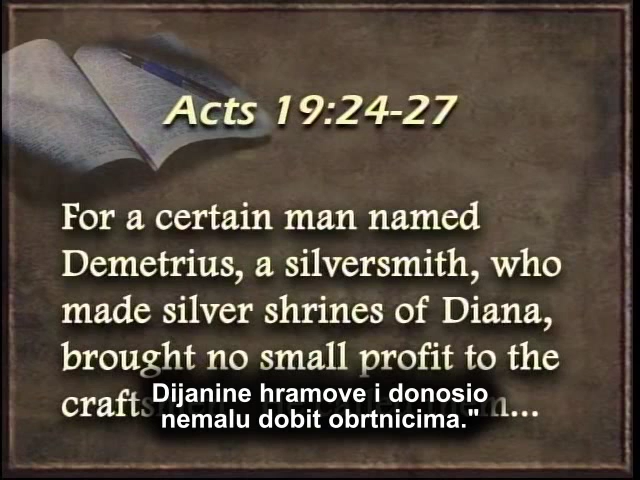 Acts 19:24-27
For a certain man named
Demetrius, a silversmith, who
made silver shrines of Diana,
brought no small profit to the
Dijanine hramove i donosio
nemalu dobit obrtnicima."